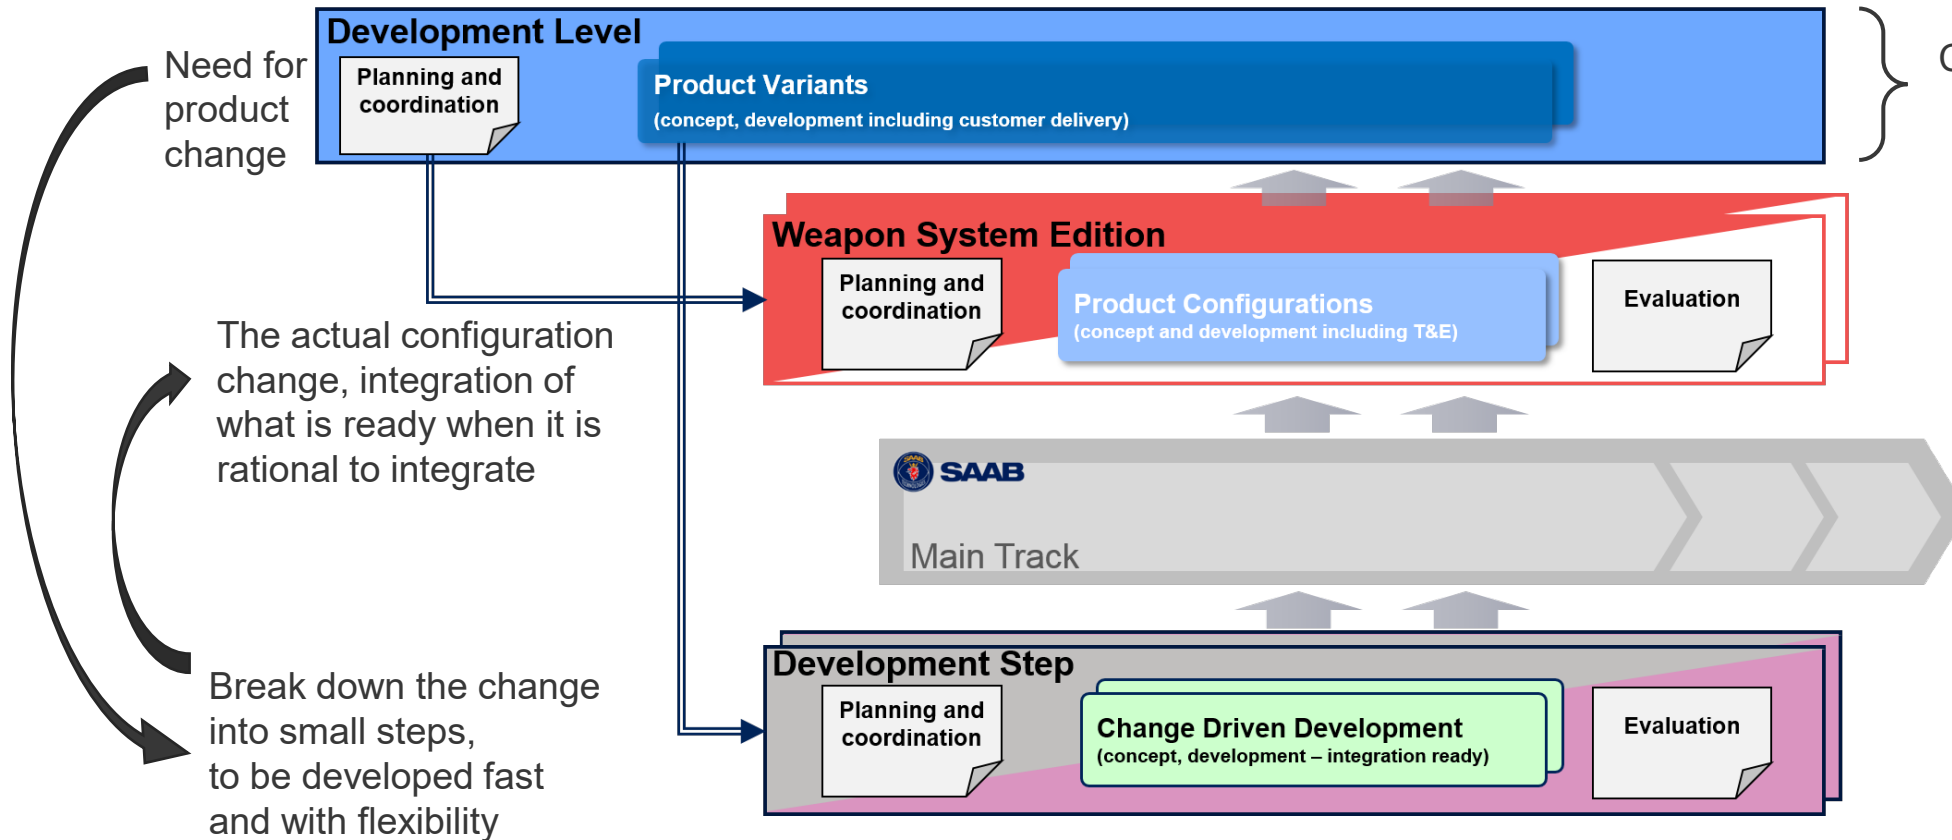 Development Level
Need for
product
change
Planning and
coordination
Product Variants
(concept, development including customer delivery)
Weapon System Edition
Planning and
coordination
Product Configurations
(concept and development including T&E)
Evaluation
The actual configuration
change, integration of
what is ready when it is
rational to integrate
SAAB
SAAB
Main Track
Development Step
Planning and
coordination
Change Driven Development
(concept, development – integration ready)
Evaluation
Break down the change
into small steps,
to be developed fast
and with flexibility